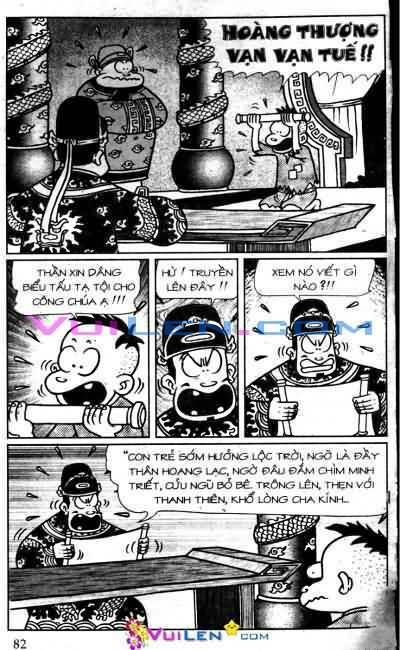 HOÀNG THƯỢNG
VẠN VẠN TUẾ!!
THẦN XIN DÂNG
BIỂU TẤU TẠ TỘI CHO
CÔNG CHÚA Ạ!!!
HỪ! TRUYỀN
LÊN ĐÂY!!
XEM NÓ VIẾT GÌ
NÀO?!!
VUILEN.COM
"CON TRẺ SỚM HƯỞNG LỘC TRỜI, NGỠ LÀ ĐẦY
THÂN HOANG LẠC, NGỜ ĐÂU ĐẮM CHÌM MINH
TRIẾT, CỬU NGŨ BỎ BÊ. TRÔNG LÊN, THẸN VỚI
THANH THIÊN, KHỔ LÒNG CHA KÍNH.
82
VUILEN.COM